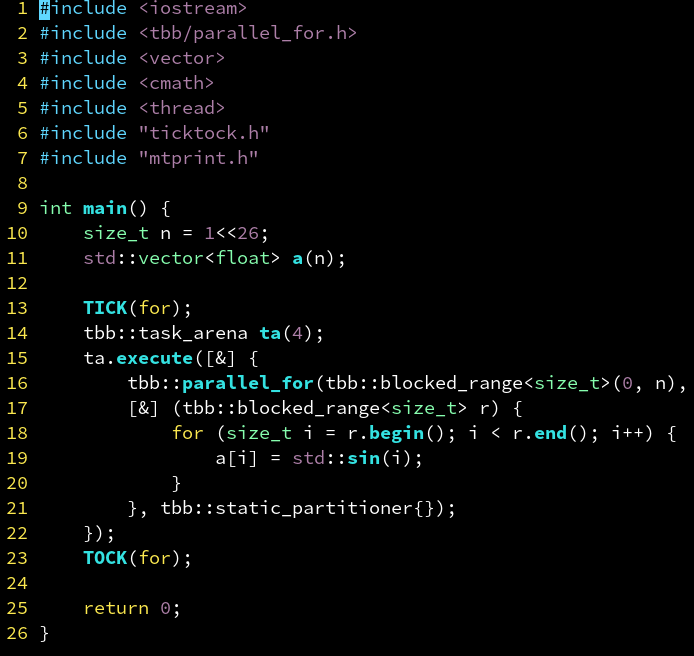 1 #include <iostream>
2 #include <tbb/parallel_for.h>
3 #include <vector>
4 #include <cmath>
5 #include <thread>
6 #include "ticktock.h"
7 #include "mtprint.h"
8
9 int main() {
10     size_t n = 1<<26;
11     std::vector<float> a(n);
12
13     TICK(for);
14     tbb::task_arena ta(4);
15     ta.execute([&] {
16         tbb::parallel_for(tbb::blocked_range<size_t>(0, n),
17         [&] (tbb::blocked_range<size_t> r) {
18             for (size_t i = r.begin(); i < r.end(); i++) {
19                 a[i] = std::sin(i);
20             }
21         }, tbb::static_partitioner{});
22     });
23     TOCK(for);
24
25     return 0;
26 }